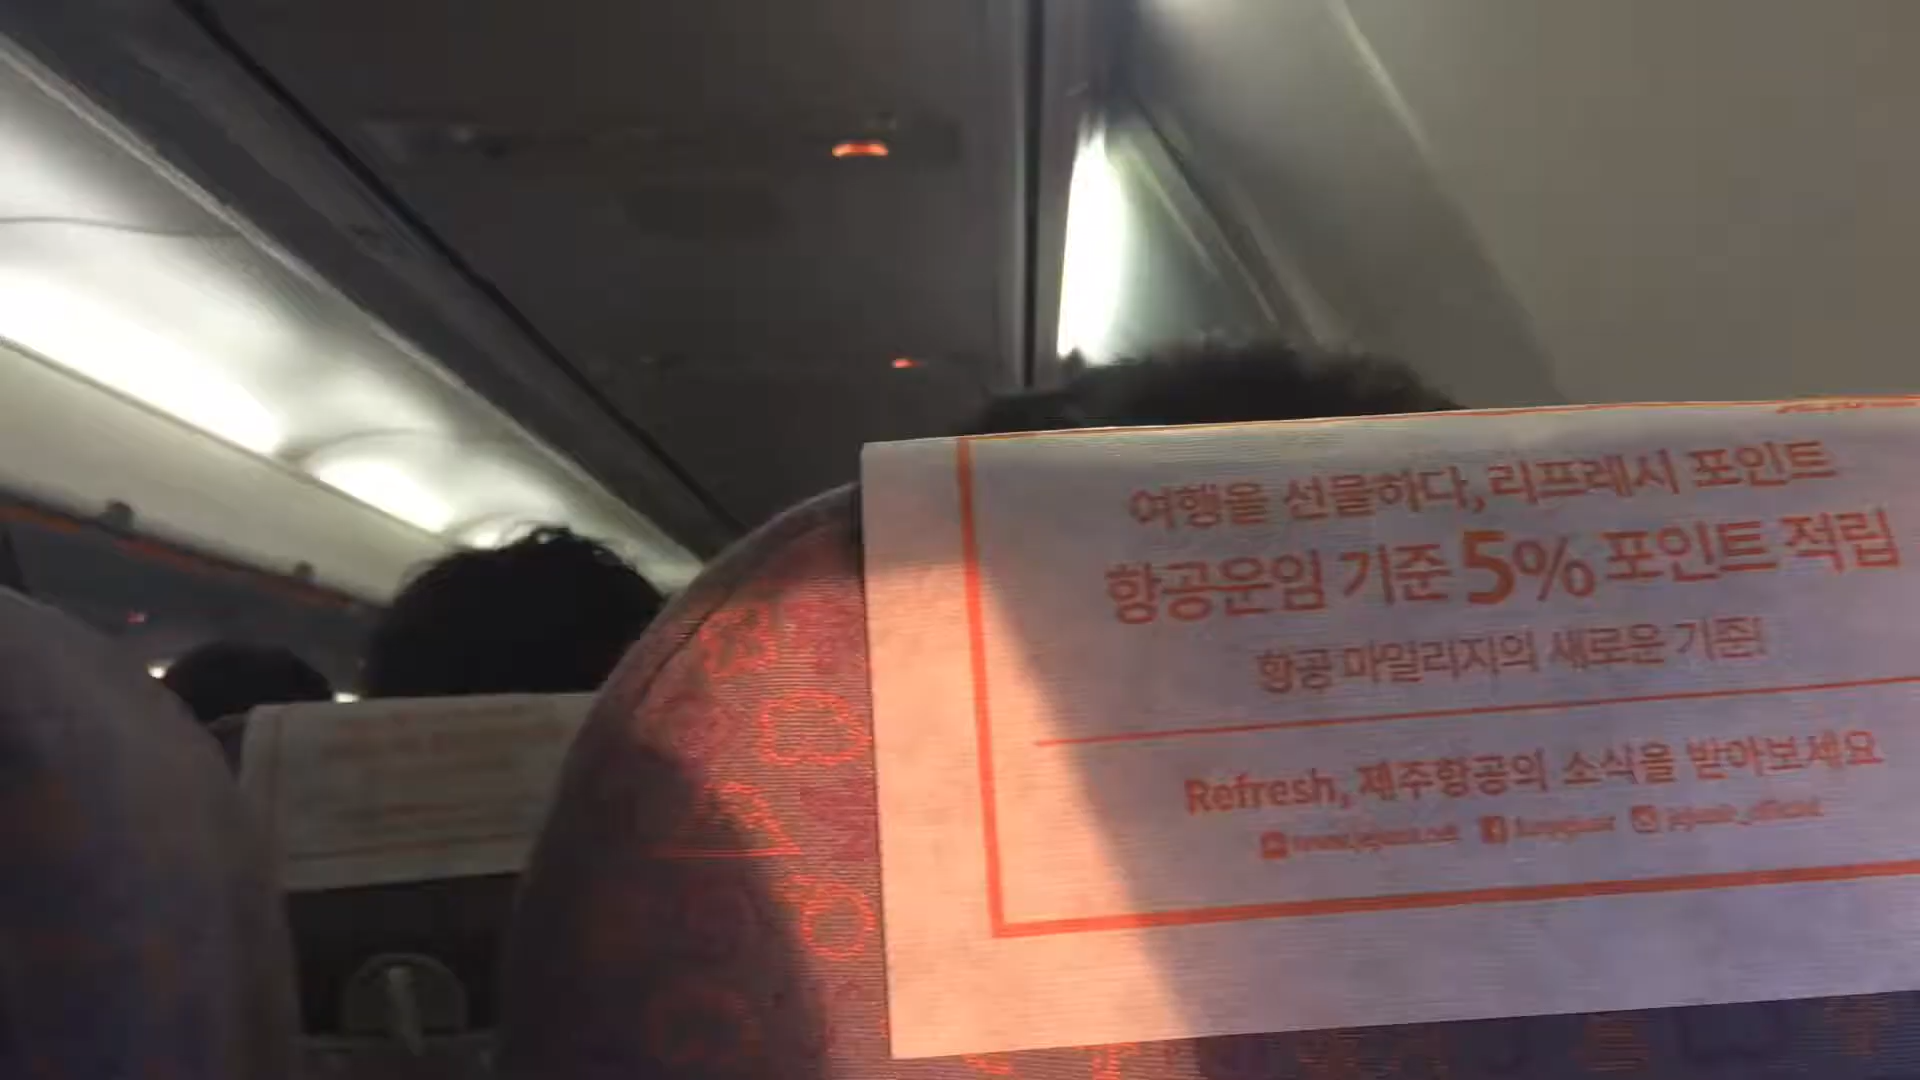 여행을 선물하다, 리프레시 포인트
항공운임 기준 5% 포인트 적립
항공 마일리지의 새로운 기준!
Refresh, 제주항공의 소식을 받아보세요